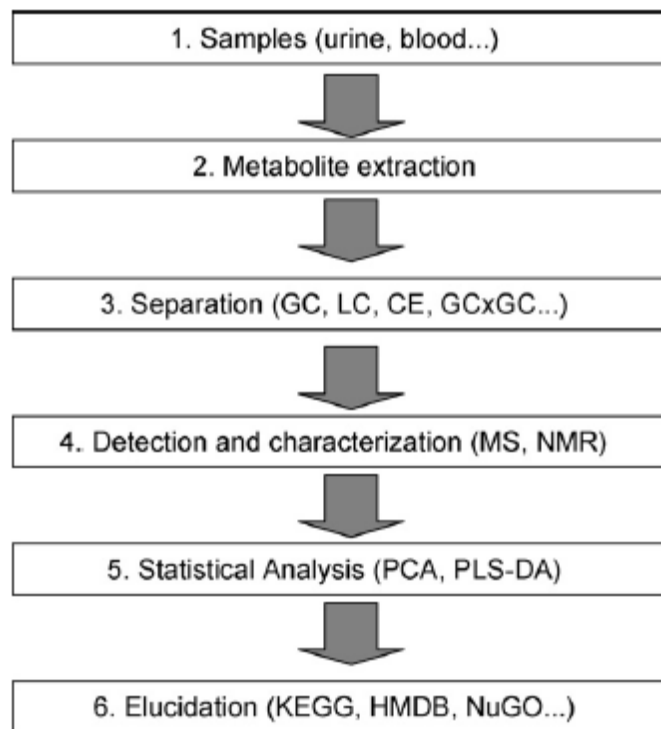 1. Samples (urine, blood...)
2. Metabolite extraction
3. Separation (GC, LC, CE, GCxGC...)
4. Detection and characterization (MS, NMR)
5. Statistical Analysis (PCA, PLS-DA)
6. Elucidation (KEGG, HMDB, NuGO...)